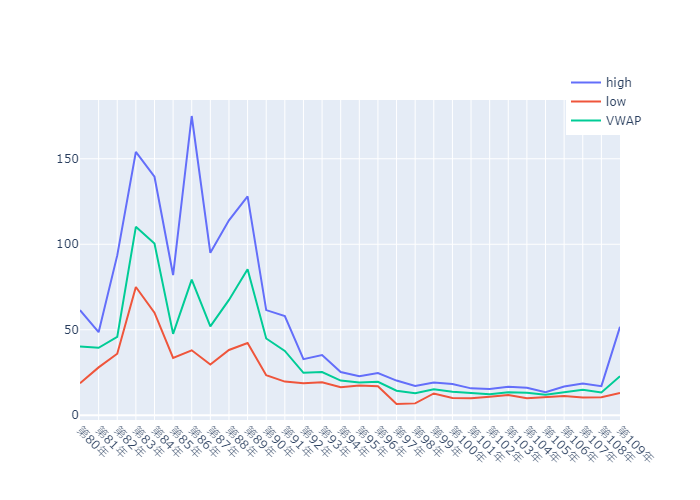 high
low
VWAP
150
100
50
0
第80年
第81年
第82年
第83年
第84年
第85年
第86年
第87年
第88年
第89年
第90年
第91年
第92年
第93年
第94年
第95年
第96年
第97年
第98年
第99年
第100年
第101年
第102年
第103年
第104年
第105年
第106年
第107年
第108年
第109年